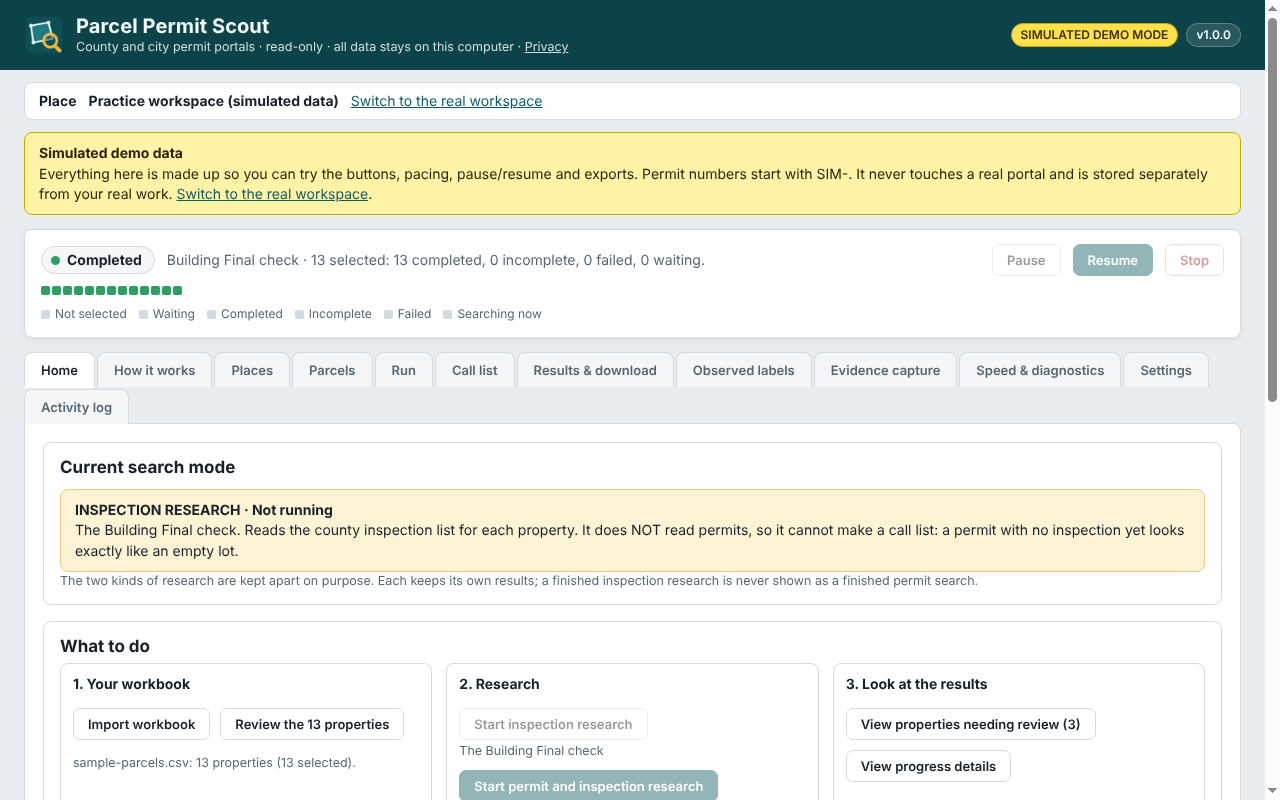 Parcel Permit Scout
County and city permit portals · read-only · all data stays on this computer · Privacy
SIMULATED DEMO MODE
v1.0.0
Place Practice workspace (simulated data) Switch to the real workspace
Simulated demo data
Everything here is made up so you can try the buttons, pacing, pause/resume and exports. Permit numbers start with SIM-. It never touches a real portal and is stored separately
from your real work. Switch to the real workspace.
Completed Building Final check · 13 selected: 13 completed, 0 incomplete, 0 failed, 0 waiting.
Pause Resume Stop
Not selected Waiting Completed Incomplete Failed Searching now
Home How it works Places Parcels Run Call list Results & download Observed labels Evidence capture Speed & diagnostics Settings
Activity log
Current search mode
INSPECTION RESEARCH · Not running
The Building Final check. Reads the county inspection list for each property. It does NOT read permits, so it cannot make a call list: a permit with no inspection yet looks
exactly like an empty lot.
The two kinds of research are kept apart on purpose. Each keeps its own results; a finished inspection research is never shown as a finished permit search.
What to do
1. Your workbook
Import workbook Review the 13 properties
sample-parcels.csv: 13 properties (13 selected).
2. Research
Start inspection research
The Building Final check
Start permit and inspection research
3. Look at the results
View properties needing review (3)
View progress details